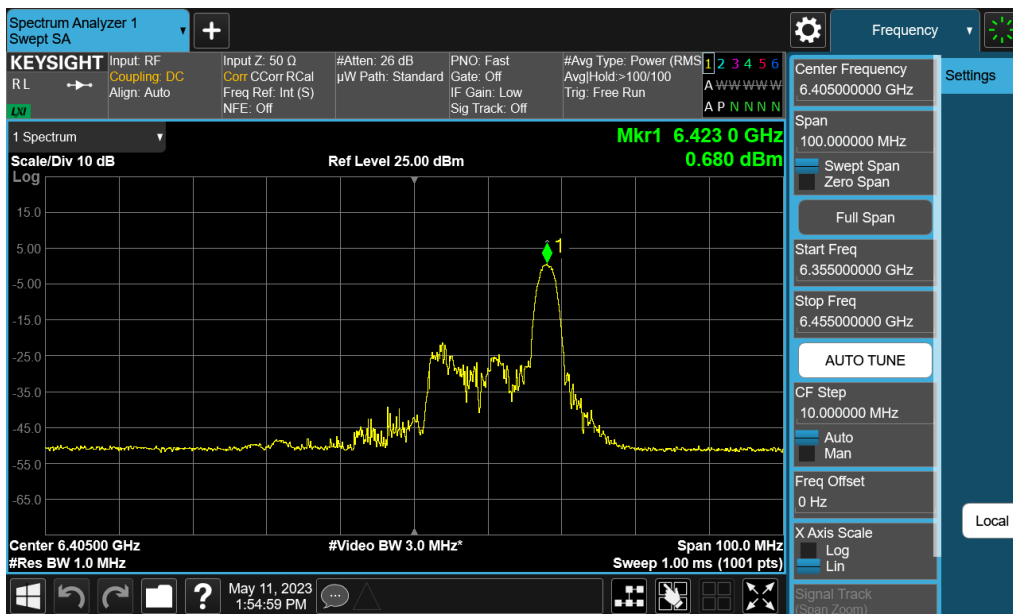 Spectrum Analyzer 1
Swept SA
+
Frequency
KEYSIGHT
RL
LXI
Input: RF
Coupling: DC
Align: Auto
Input Z: 50 Ω
Corr CCorr RCal
Freq Ref: Int (S)
NFE: Off
#Atten: 26 dB
µW Path: Standard
PNO: Fast
Gate: Off
IF Gain: Low
Sig Track: Off
#Avg Type: Power (RMS
Avg|Hold:>100/100
Trig: Free Run
1 2 3 4 5 6
A W W W W W
A P N N N N
1 Spectrum
Mkr1 6.423 0 GHz
0.680 dBm
Scale/Div 10 dB
Ref Level 25.00 dBm
Log
15.0
5.00
-5.00
-15.0
-25.0
-35.0
-45.0
-55.0
-65.0
1
Center 6.40500 GHz
#Video BW 3.0 MHz*
Span 100.0 MHz
#Res BW 1.0 MHz
Sweep 1.00 ms (1001 pts)
Center Frequency
6.405000000 GHz
Span
100.000000 MHz
Swept Span
Zero Span
Full Span
Start Freq
6.355000000 GHz
Stop Freq
6.455000000 GHz
AUTO TUNE
CF Step
10.000000 MHz
Auto
Man
Freq Offset
0 Hz
X Axis Scale
Log
Lin
Signal Track
(Span Zoom)
Settings
Local
?
May 11, 2023
1:54:59 PM